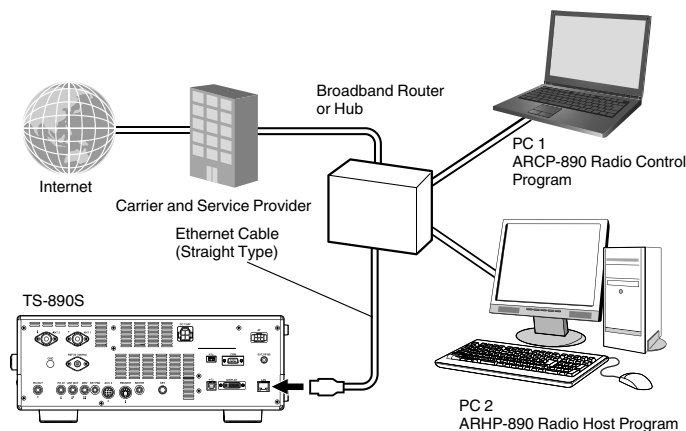 Broadband Router
or Hub
Internet
Carrier and Service Provider
PC 1
ARCP-890 Radio Control
Program
Ethernet Cable
(Straight Type)
TS-890S
PC 2
ARHP-890 Radio Host Program